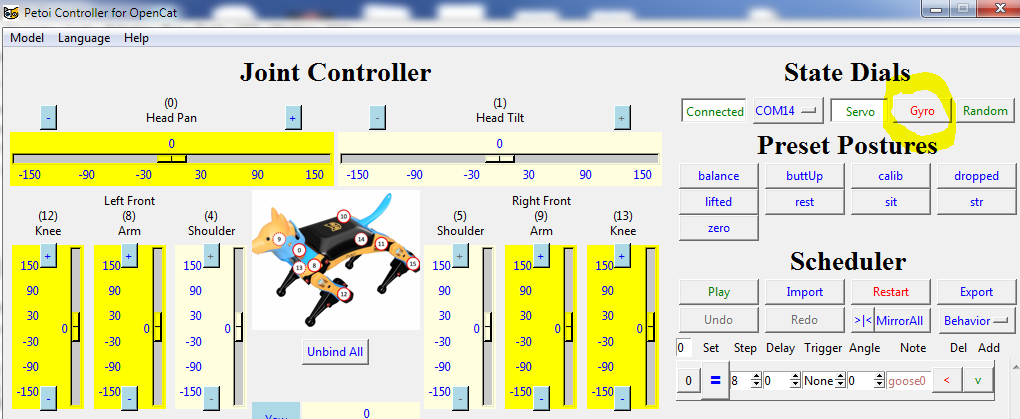 Petoi Controller for OpenCat
Model Language Help
Joint Controller
(0)
Head Pan
- +
0
-150 -90 -30 30 90 150
(1)
Head Tilt
- +
0
-150 -90 -30 30 90 150
Left Front
(12) (8) (4)
Knee Arm Shoulder
+ + +
150 150 150
90 90 90
30 30 30
0 0 0
-30 -30 -30
-90 -90 -90
-150 -150 -150
- - -
10
9
0
14
11
13
8
15
12
Unbind All
Yaw
0
Right Front
(5) (9) (13)
Shoulder Arm Knee
+ + +
150 150 150
90 90 90
30 30 30
0 0 0
-30 -30 -30
-90 -90 -90
-150 -150 -150
- - -
State Dials
Connected COM14 Servo Gyro Random
Preset Postures
balance buttUp calib dropped
lifted rest sit str
zero
Scheduler
Play Import Restart Export
Undo Redo >|< MirrorAll Behavior
0 Set Step Delay Trigger Angle Note Del Add
0 = 8 0 None 0 goose0 < v